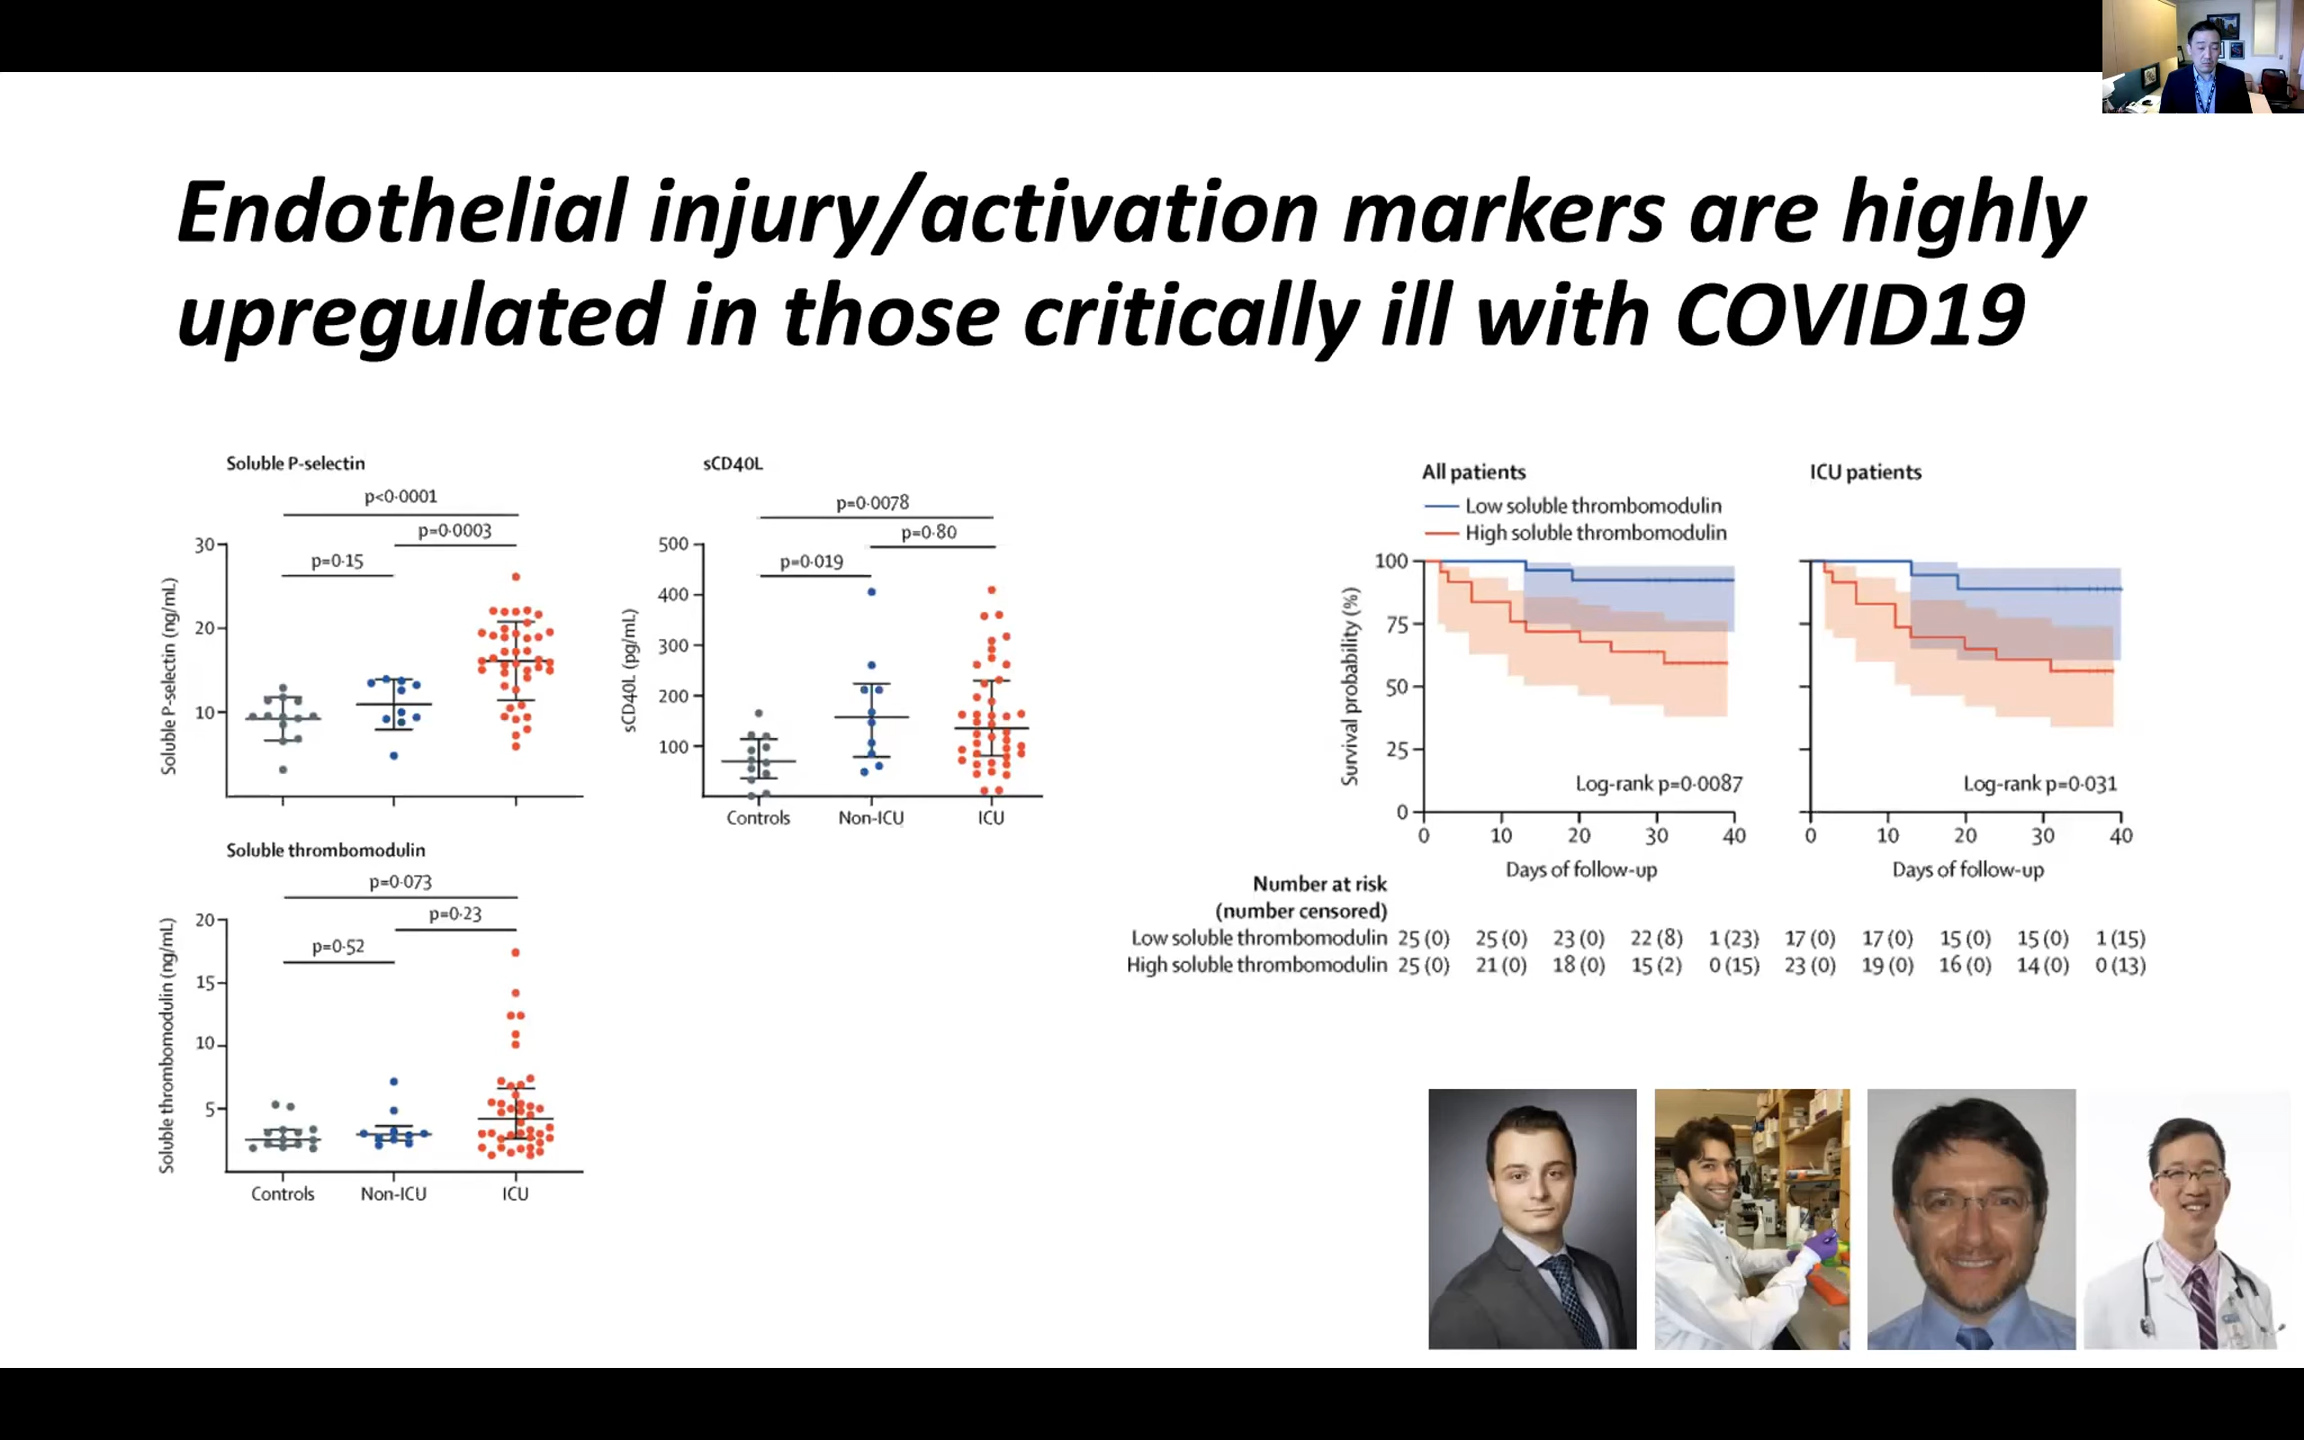 Endothelial injury/activation markers are highly
upregulated in those critically ill with COVID19
Soluble P-selectin
p<0·0001
p=0·0003
p=0·15
30
20
10
Soluble P-selectin (ng/mL)
sCD40L
p=0·0078
p=0·80
p=0·019
500
400
300
200
100
sCD40L (pg/mL)
Controls Non-ICU ICU
Soluble thrombomodulin
p=0·073
p=0·23
p=0·52
20
15
10
5
Soluble thrombomodulin (ng/mL)
Controls Non-ICU ICU
All patients
Low soluble thrombomodulin
High soluble thrombomodulin
100
75
50
25
0
Survival probability (%)
Log-rank p=0·0087
0 10 20 30 40
Days of follow-up
ICU patients
Log-rank p=0·031
0 10 20 30 40
Days of follow-up
Number at risk
(number censored)
Low soluble thrombomodulin 25 (0) 25 (0) 23 (0) 22 (8) 1 (23) 17 (0) 17 (0) 15 (0) 15 (0) 1 (15)
High soluble thrombomodulin 25 (0) 21 (0) 18 (0) 15 (2) 0 (15) 23 (0) 19 (0) 16 (0) 14 (0) 0 (13)